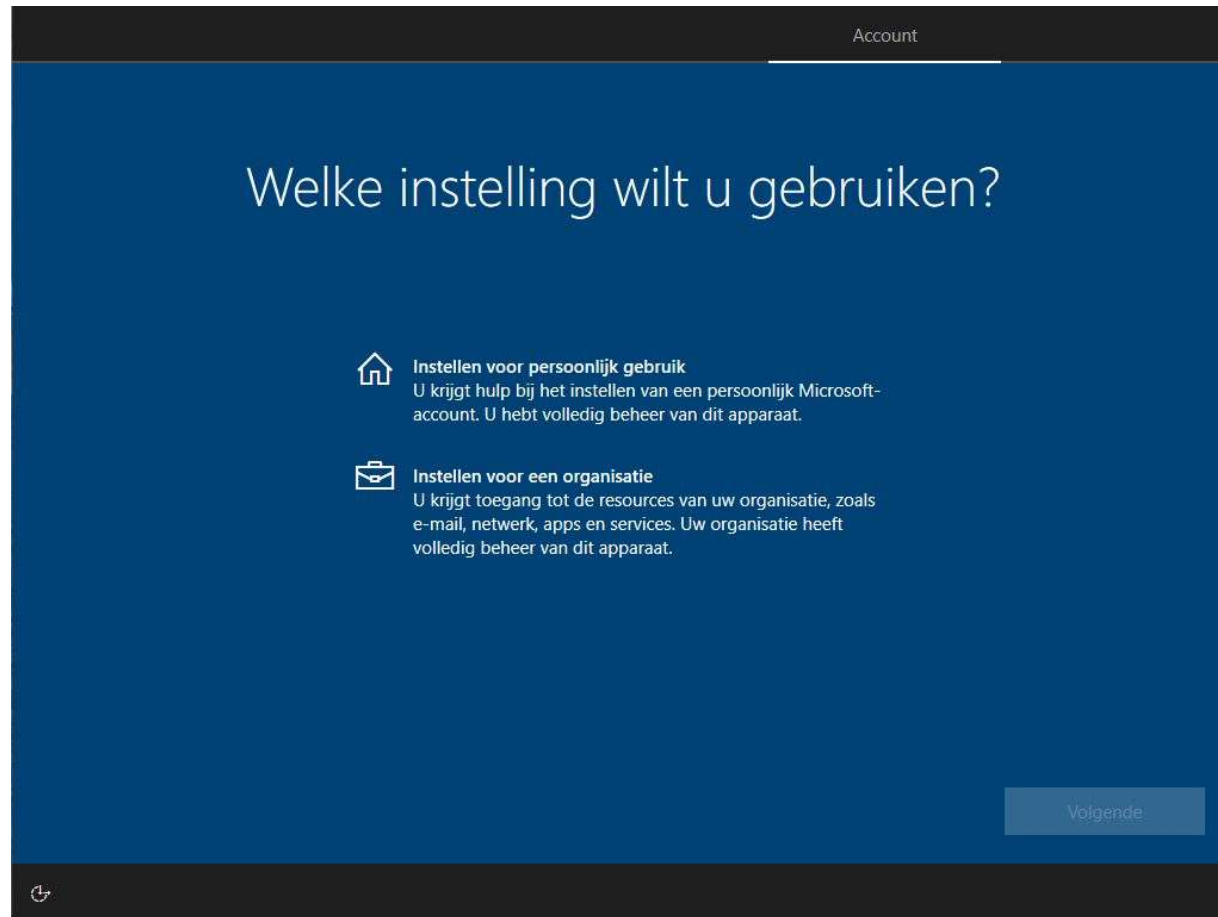 Account
Welke instelling wilt u gebruiken?
Instellen voor persoonlijk gebruik
U krijgt hulp bij het instellen van een persoonlijk Microsoft-
account. U hebt volledig beheer van dit apparaat.
Instellen voor een organisatie
U krijgt toegang tot de resources van uw organisatie, zoals
e-mail, netwerk, apps en services. Uw organisatie heeft
volledig beheer van dit apparaat.
Volgende